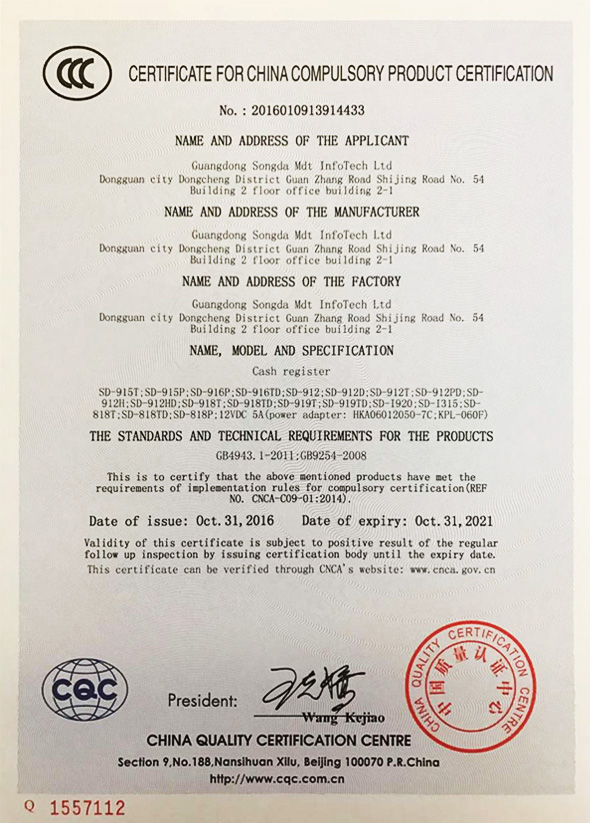 CCC
CERTIFICATE FOR CHINA COMPULSORY PRODUCT CERTIFICATION
No. : 2016010913914433
NAME AND ADDRESS OF THE APPLICANT
Guangdong Songda Mdt InfoTech Ltd
Dongguan city Dongcheng District Guan Zhang Road Shijing Road No. 54
Building 2 floor office building 2-1
NAME AND ADDRESS OF THE MANUFACTURER
Guangdong Songda Mdt InfoTech Ltd
Dongguan city Dongcheng District Guan Zhang Road Shijing Road No. 54
Building 2 floor office building 2-1
NAME AND ADDRESS OF THE FACTORY
Guangdong Songda Mdt InfoTech Ltd
Dongguan city Dongcheng District Guan Zhang Road Shijing Road No. 54
Building 2 floor office building 2-1
NAME, MODEL AND SPECIFICATION
Cash register
SD-915T;SD-915P;SD-916P;SD-916TD;SD-912;SD-912D;SD-912T;SD-912PD;SD-
912H;SD-912HD;SD-918T;SD-918TD;SD-919T;SD-919TD;SD-I920;SD-I315;SD-
818T;SD-818TD;SD-818P;12VDC 5A(power adapter: HKA06012050-7C;KPL-060F)
THE STANDARDS AND TECHNICAL REQUIREMENTS FOR THE PRODUCTS
GB4943.1-2011;GB9254-2008
This is to certify that the above mentioned products have met the
requirements of implementation rules for compulsory certification(REF
NO. CNCA-C09-01:2014).
Date of issue: Oct.31,2016 Date of expiry: Oct.31,2021
Validity of this certificate is subject to positive result of the regular
follow up inspection by issuing certification body until the expiry date.
This certificate can be verified through CNCA's website: www.cnca.gov.cn
CHINA QUALITY CERTIFICATION CENTRE
中国质量认证中心
CQC
President:
Wang Kejiao
CHINA QUALITY CERTIFICATION CENTRE
Section 9,No.188,Nansihuan Xilu, Beijing 100070 P.R.China
http://www.cqc.com.cn
Q 1557112